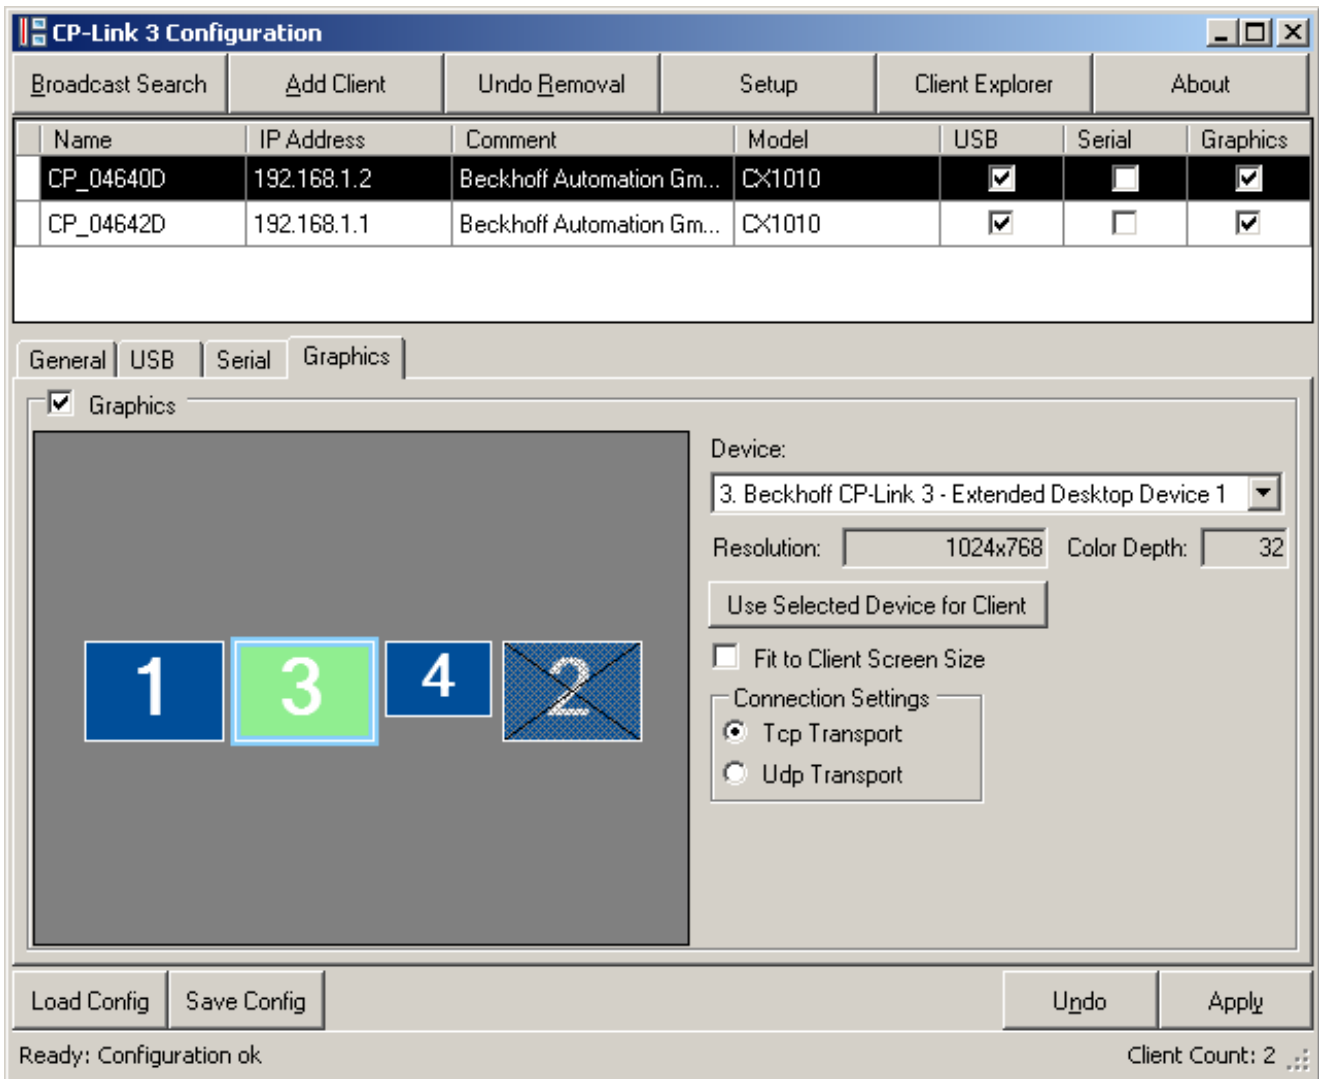 CP-Link 3 Configuration
Broadcast Search Add Client Undo Removal Setup Client Explorer About
Name IP Address Comment Model USB Serial Graphics
CP_04640D 192.168.1.2 Beckhoff Automation Gm... CX1010
CP_04642D 192.168.1.1 Beckhoff Automation Gm... CX1010
General USB Serial Graphics
Graphics
Device:
3. Beckhoff CP-Link 3 - Extended Desktop Device 1
Resolution: 1024x768 Color Depth: 32
Use Selected Device for Client
1 3 4 2
Fit to Client Screen Size
Connection Settings
Tcp Transport
Udp Transport
Load Config Save Config Undo Apply
Ready: Configuration ok Client Count: 2